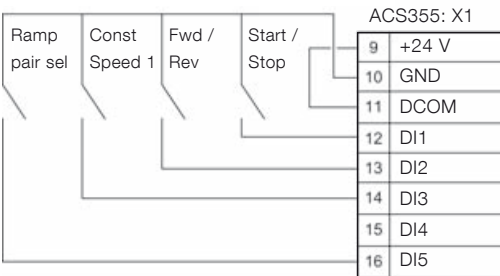 ACS355: X1
Ramp
pair sel
Const
Speed 1
Fwd /
Rev
Start /
Stop
9 +24 V
10 GND
11 DCOM
12 DI1
13 DI2
14 DI3
15 DI4
16 DI5